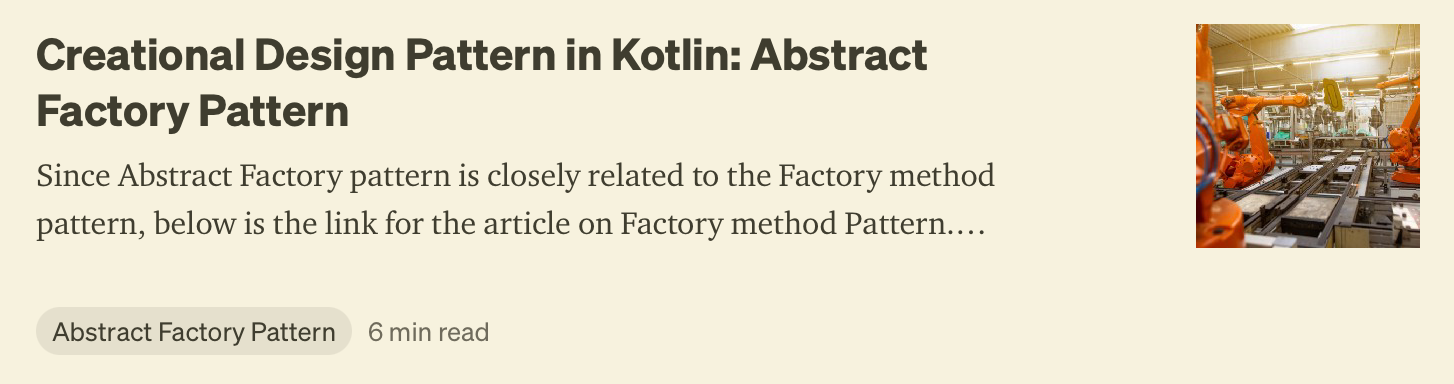 Creational Design Pattern in Kotlin: Abstract
Factory Pattern
Since Abstract Factory pattern is closely related to the Factory method
pattern, below is the link for the article on Factory method Pattern.…
Abstract Factory Pattern 6 min read